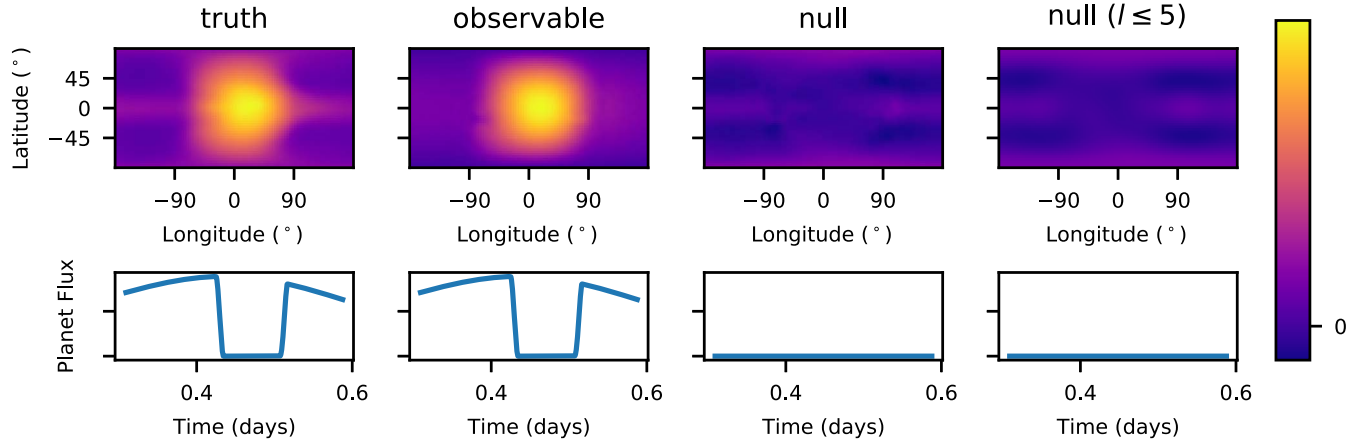 truth
observable
null
null (l ≤ 5)
Latitude (°)
45
0
−45
−90 0 90
−90 0 90
−90 0 90
−90 0 90
Longitude (°)
Longitude (°)
Longitude (°)
Longitude (°)
0
Planet Flux
0.4 0.6
0.4 0.6
0.4 0.6
0.4 0.6
Time (days)
Time (days)
Time (days)
Time (days)